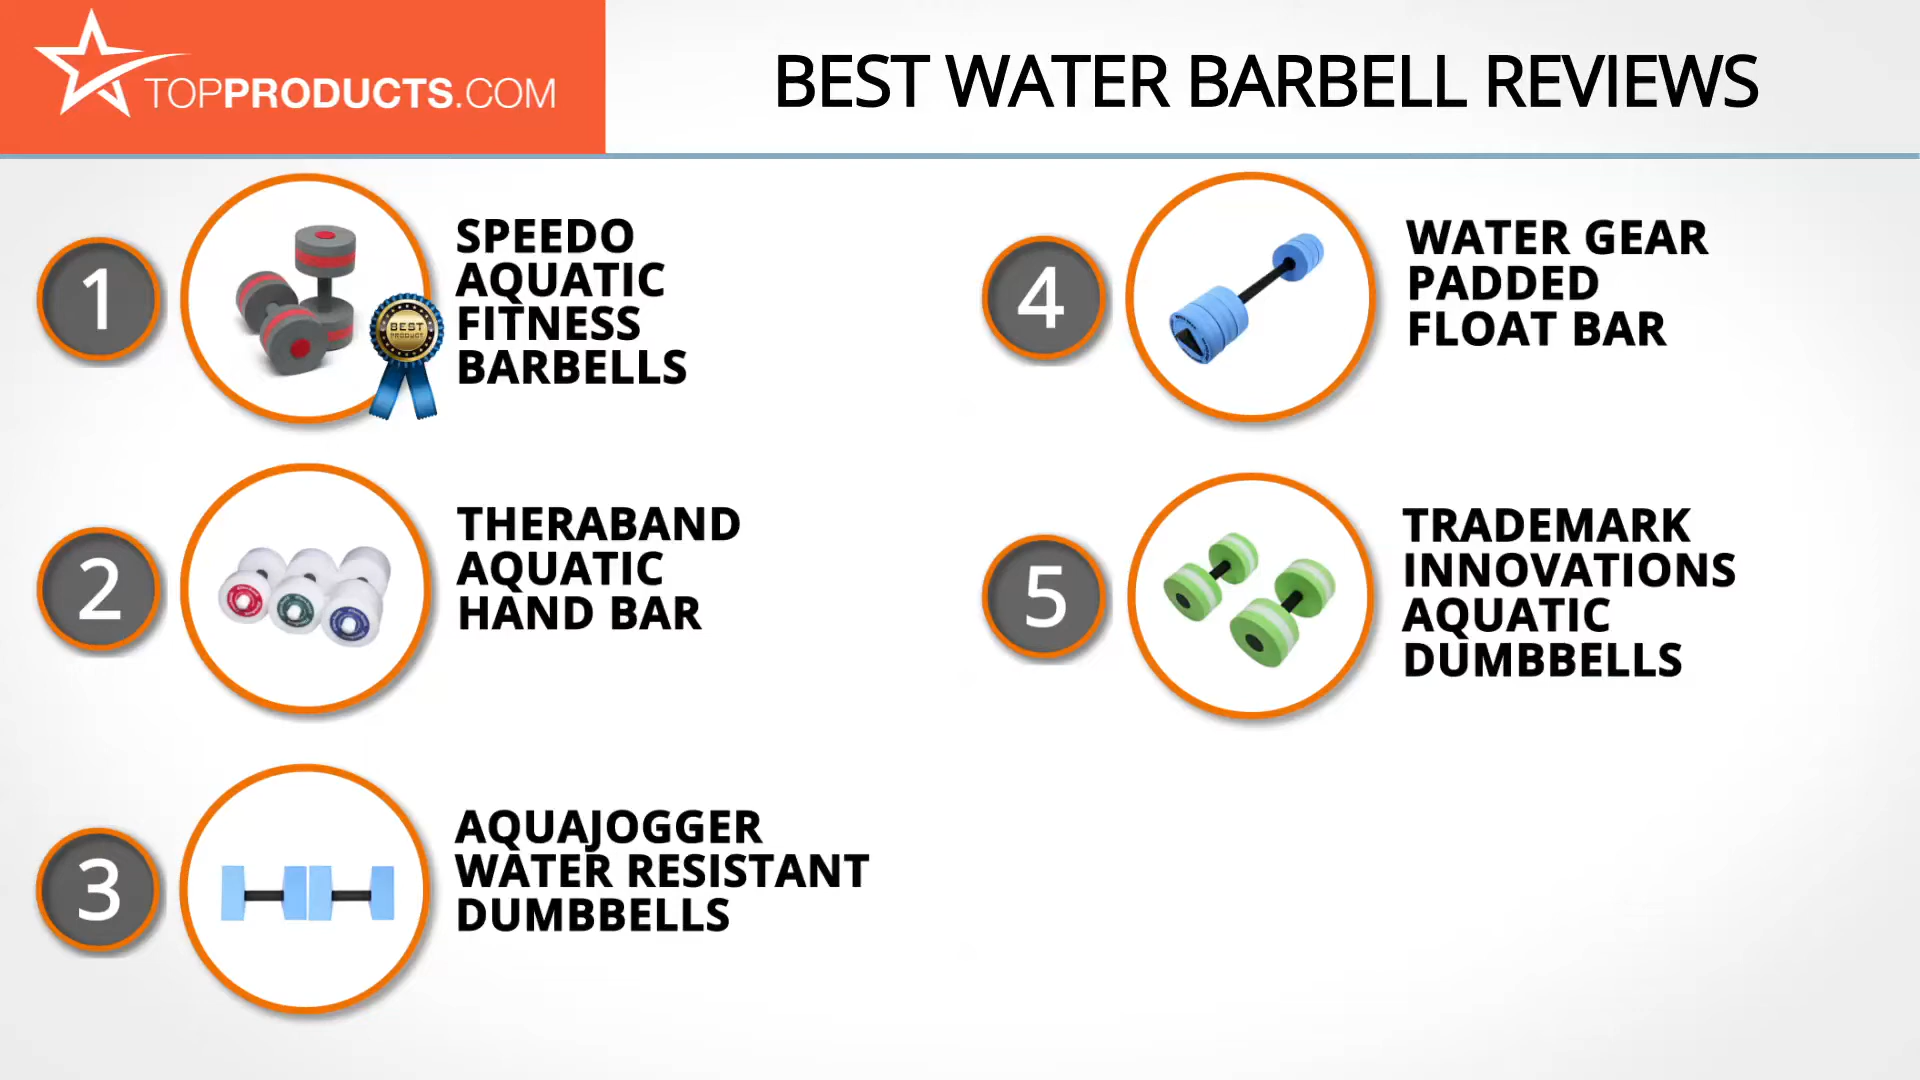 TOPPRODUCTS.COM
BEST WATER BARBELL REVIEWS
1
BEST
PRODUCT
SPEEDO
AQUATIC
FITNESS
BARBELLS
2
THERABAND
AQUATIC
HAND BAR
3
AQUAJOGGER
WATER RESISTANT
DUMBBELLS
4
WATER GEAR
PADDED
FLOAT BAR
5
TRADEMARK
INNOVATIONS
AQUATIC
DUMBBELLS